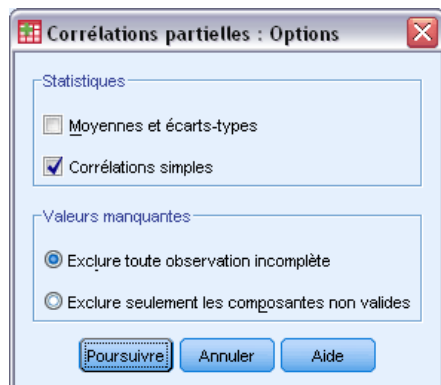 Corrélations partielles : Options
Statistiques
Moyennes et écarts-types
Corrélations simples
Valeurs manquantes
Exclure toute observation incomplète
Exclure seulement les composantes non valides
Poursuivre Annuler Aide